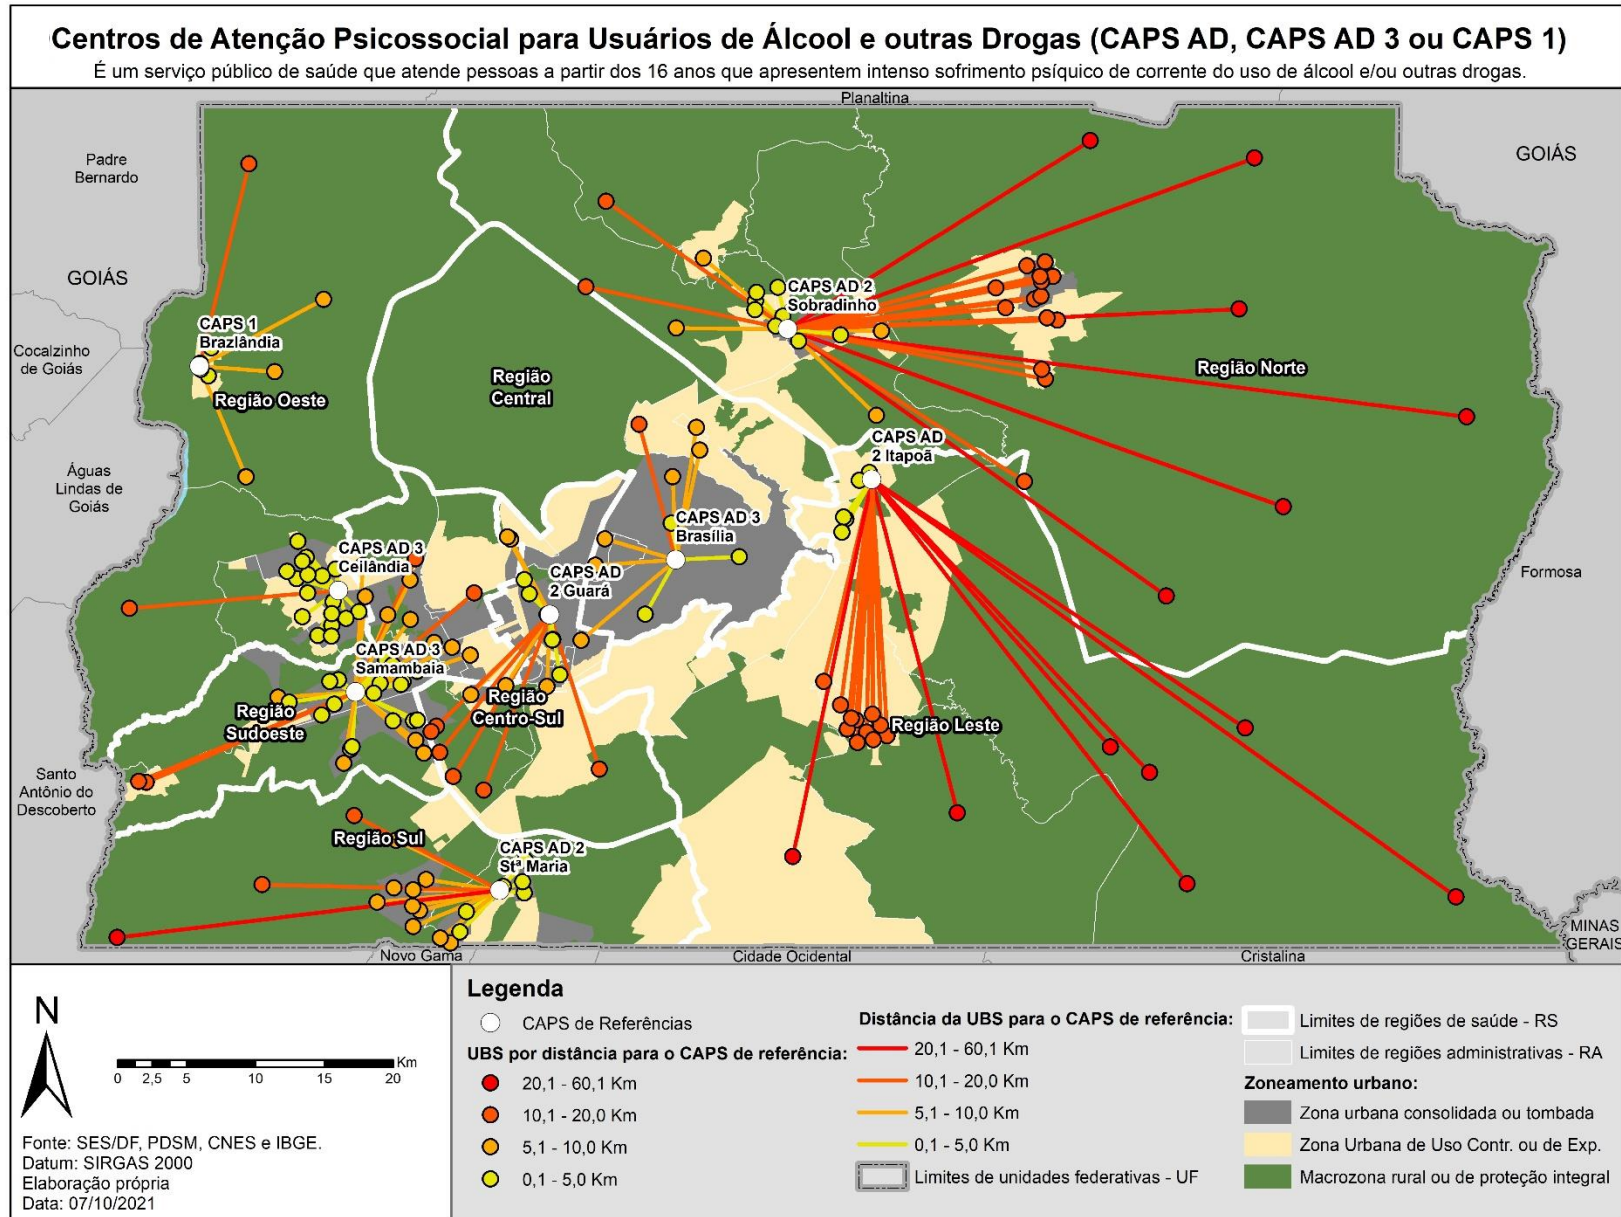 Centros de Atenção Psicossocial para Usuários de Álcool e outras Drogas (CAPS AD, CAPS AD 3 ou CAPS 1)
É um serviço público de saúde que atende pessoas a partir dos 16 anos que apresentem intenso sofrimento psíquico de corrente do uso de álcool e/ou outras drogas.
Planaltina
Padre
Bernardo
GOIÁS
GOIÁS
CAPS AD 2
Sobradinho
CAPS 1
Brazlândia
Cocalzinho
de Goiás
Região Oeste
Região
Central
Região Norte
CAPS AD
2 Itapoã
Águas
Lindas de
Goiás
CAPS AD 3
Brasília
CAPS AD 3
Ceilândia
CAPS AD
2 Guará
Formosa
CAPS AD 3
Samambaia
Região
Sudoeste
Região
Centro-Sul
Região Leste
Santo
Antônio do
Descoberto
Região Sul
CAPS AD 2
Stª Maria
MINAS
GERAIS
Novo Gama
Cidade Ocidental
Cristalina
N
Km
0 2,5 5 10 15 20
Fonte: SES/DF, PDSM, CNES e IBGE.
Datum: SIRGAS 2000
Elaboração própria
Data: 07/10/2021
Legenda
CAPS de Referências
UBS por distância para o CAPS de referência:
20,1 - 60,1 Km
10,1 - 20,0 Km
5,1 - 10,0 Km
0,1 - 5,0 Km
Distância da UBS para o CAPS de referência:
20,1 - 60,1 Km
10,1 - 20,0 Km
5,1 - 10,0 Km
0,1 - 5,0 Km
Limites de unidades federativas - UF
Limites de regiões de saúde - RS
Limites de regiões administrativas - RA
Zoneamento urbano:
Zona urbana consolidada ou tombada
Zona Urbana de Uso Contr. ou de Exp.
Macrozona rural ou de proteção integral